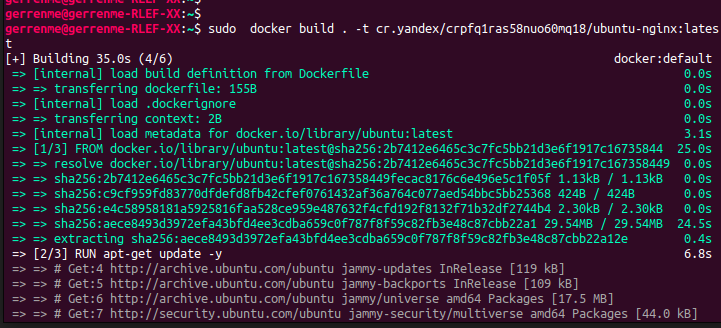 gerrenme@gerrenme-RLEF-XX:~$
gerrenme@gerrenme-RLEF-XX:~$
gerrenme@gerrenme-RLEF-XX:~$ sudo  docker build . -t cr.yandex/crpfq1ras58nuo60mq18/ubuntu-nginx:lates
t
[+] Building 35.0s (4/6) docker:default
=> [internal] load build definition from Dockerfile 0.0s
=> => transferring dockerfile: 155B 0.0s
=> [internal] load .dockerignore 0.0s
=> => transferring context: 2B 0.0s
=> [internal] load metadata for docker.io/library/ubuntu:latest 3.1s
=> [1/3] FROM docker.io/library/ubuntu:latest@sha256:2b7412e6465c3c7fc5bb21d3e6f1917c16735844 25.0s
=> => resolve docker.io/library/ubuntu:latest@sha256:2b7412e6465c3c7fc5bb21d3e6f1917c167358449 0.0s
=> => sha256:2b7412e6465c3c7fc5bb21d3e6f1917c167358449fecac8176c6e496e5c1f05f 1.13kB / 1.13kB 0.0s
=> => sha256:c9cf959fd83770dfdefd8fb42cfef0761432af36a764c077aed54bbc5bb25368 424B / 424B 0.0s
=> => sha256:e4c58958181a5925816faa528ce959e487632f4cfd192f8132f71b32df2744b4 2.30kB / 2.30kB 0.0s
=> => sha256:aece8493d3972efa43bfd4ee3cdba659c0f787f8f59c82fb3e48c87cbb22a1 29.54MB / 29.54MB 24.5s
=> => extracting sha256:aece8493d3972efa43bfd4ee3cdba659c0f787f8f59c82fb3e48c87cbb22a12e 0.4s
=> [2/3] RUN apt-get update -y 6.8s
=> => # Get:4 http://archive.ubuntu.com/ubuntu jammy-updates InRelease [119 kB]
=> => # Get:5 http://archive.ubuntu.com/ubuntu jammy-backports InRelease [109 kB]
=> => # Get:6 http://archive.ubuntu.com/ubuntu jammy/universe amd64 Packages [17.5 MB]
=> => # Get:7 http://security.ubuntu.com/ubuntu jammy-security/multiverse amd64 Packages [44.0 kB]